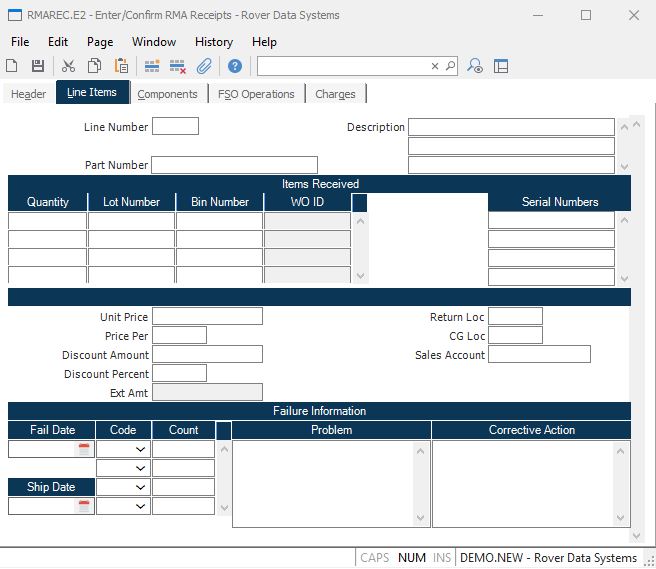 RMAREC.E2 - Enter/Confirm RMA Receipts - Rover Data Systems
File Edit Page Window History Help
Header Line Items Components FSO Operations Charges
Line Number Description
Part Number
Items Received
Quantity Lot Number Bin Number WO ID Serial Numbers
Unit Price Return Loc
Price Per CG Loc
Discount Amount Sales Account
Discount Percent
Ext Amt
Failure Information
Fail Date Code Count Problem Corrective Action
Ship Date
CAPS NUM INS DEMO.NEW - Rover Data Systems